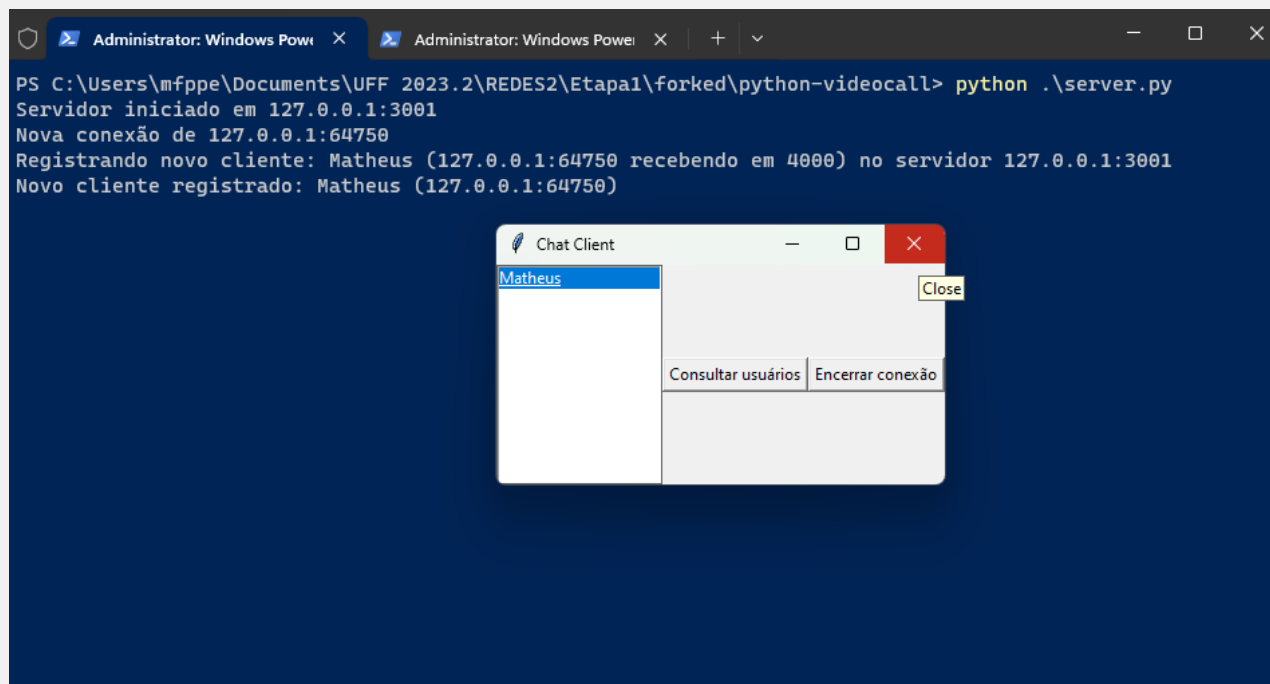 Administrator: Windows Powe
Administrator: Windows Power
PS C:\Users\mfppe\Documents\UFF 2023.2\REDES2\Etapa1\forked\python-videocall> python .\server.py
Servidor iniciado em 127.0.0.1:3001
Nova conexão de 127.0.0.1:64750
Registrando novo cliente: Matheus (127.0.0.1:64750 recebendo em 4000) no servidor 127.0.0.1:3001
Novo cliente registrado: Matheus (127.0.0.1:64750)
Chat Client
Matheus
Close
Consultar usuários
Encerrar conexão